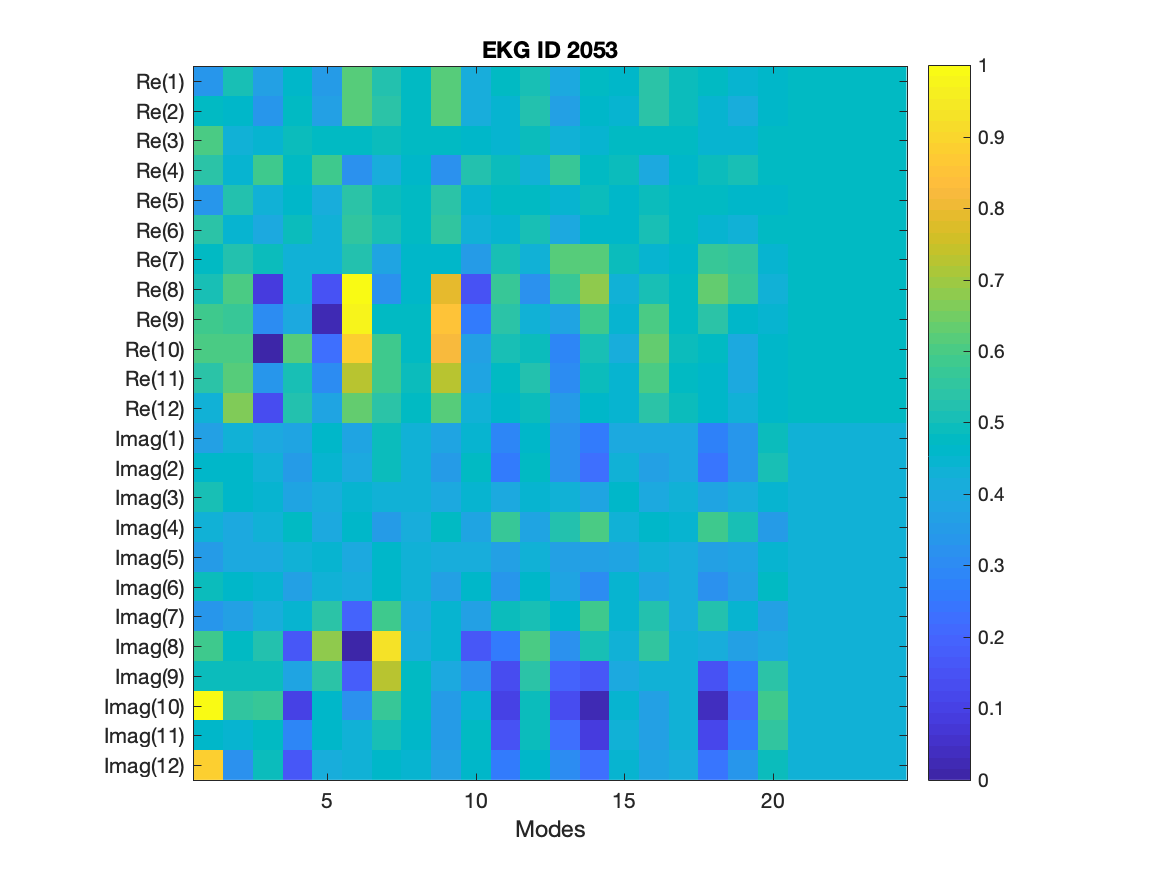 EKG ID 2053
Re(1)
Re(2)
Re(3)
Re(4)
Re(5)
Re(6)
Re(7)
Re(8)
Re(9)
Re(10)
Re(11)
Re(12)
Imag(1)
Imag(2)
Imag(3)
Imag(4)
Imag(5)
Imag(6)
Imag(7)
Imag(8)
Imag(9)
Imag(10)
Imag(11)
Imag(12)
5 10 15 20
Modes
1
0.9
0.8
0.7
0.6
0.5
0.4
0.3
0.2
0.1
0